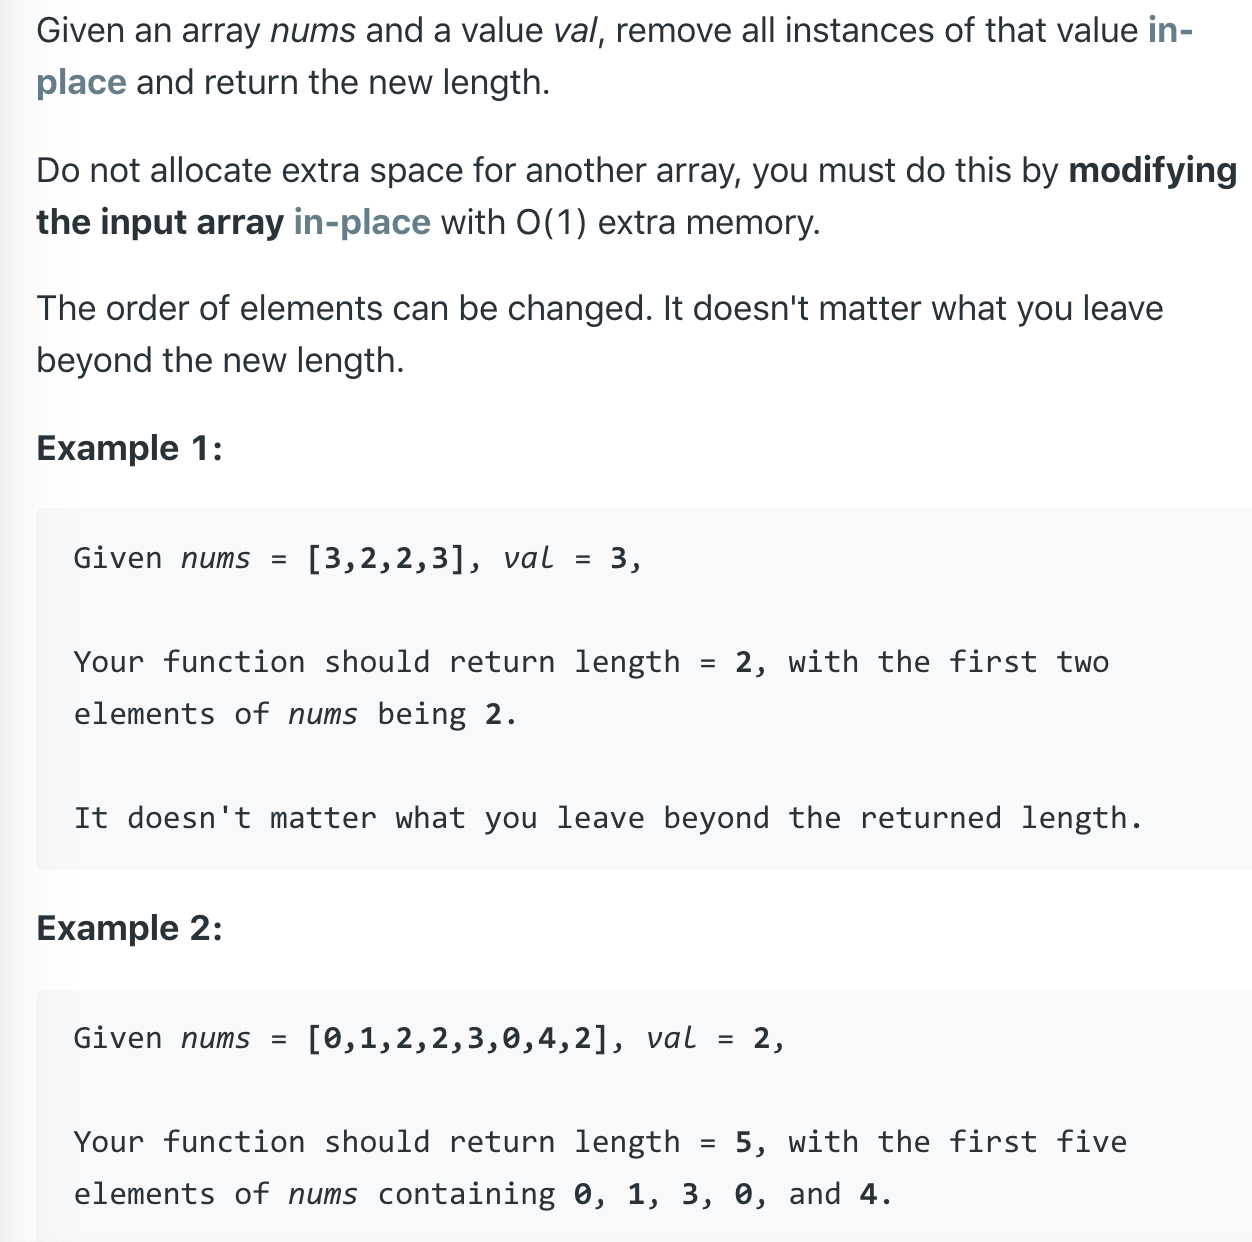 Given an array nums and a value val, remove all instances of that value in-
place and return the new length.
Do not allocate extra space for another array, you must do this by modifying
the input array in-place with O(1) extra memory.
The order of elements can be changed. It doesn't matter what you leave
beyond the new length.
Example 1:
Given nums = [3,2,2,3], val = 3,
Your function should return length = 2, with the first two
elements of nums being 2.
It doesn't matter what you leave beyond the returned length.
Example 2:
Given nums = [0,1,2,2,3,0,4,2], val = 2,
Your function should return length = 5, with the first five
elements of nums containing 0, 1, 3, 0, and 4.